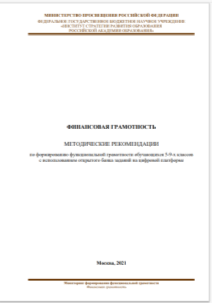 МИНИСТЕРСТВО ПРОСВЕЩЕНИЯ РОССИЙСКОЙ ФЕДЕРАЦИИ
ФЕДЕРАЛЬНОЕ ГОСУДАРСТВЕННОЕ БЮДЖЕТНОЕ НАУЧНОЕ УЧРЕЖДЕНИЕ
«ИНСТИТУТ СТРАТЕГИИ РАЗВИТИЯ ОБРАЗОВАНИЯ
РОССИЙСКОЙ АКАДЕМИИ ОБРАЗОВАНИЯ»
ФИНАНСОВАЯ ГРАМОТНОСТЬ
МЕТОДИЧЕСКИЕ РЕКОМЕНДАЦИИ
по формированию функциональной грамотности обучающихся 5-9-х классов
с использованием открытого банка заданий на цифровой платформе
Москва, 2021
Мониторинг формирования функциональной грамотности
Финансовая грамотность